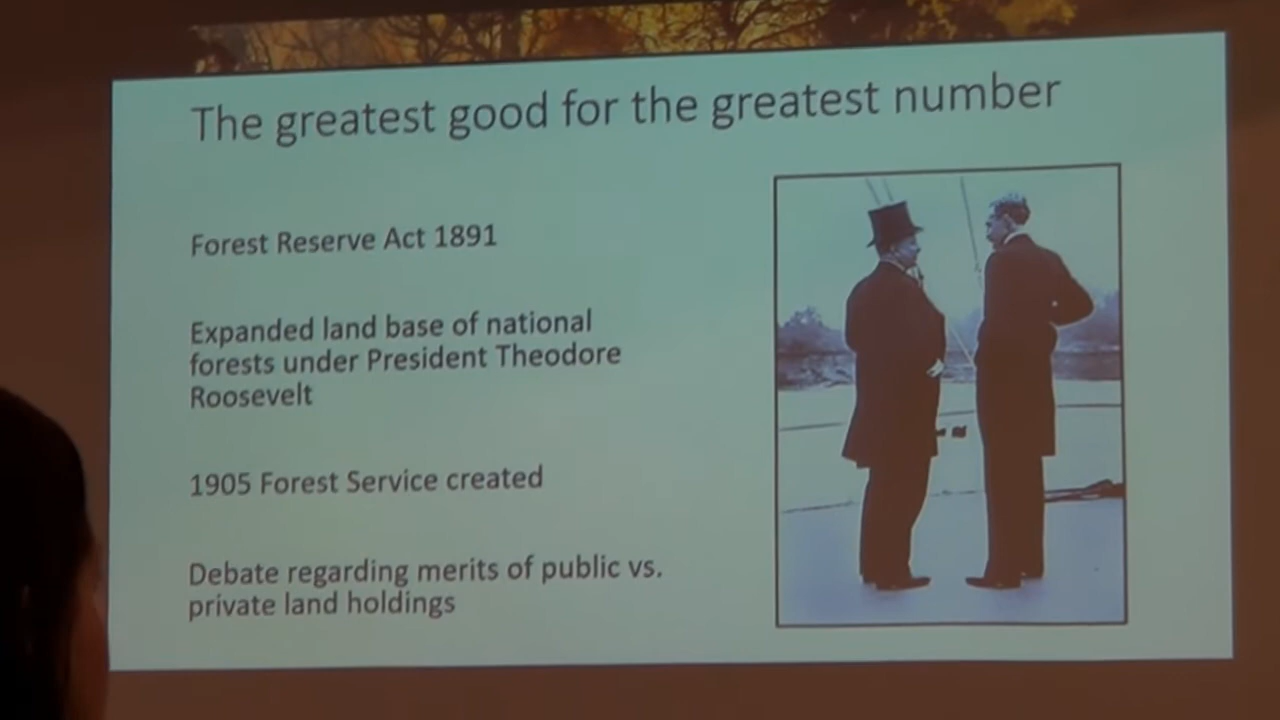 The greatest good for the greatest number
Forest Reserve Act 1891
Expanded land base of national
forests under President Theodore
Roosevelt
1905 Forest Service created
Debate regarding merits of public vs.
private land holdings